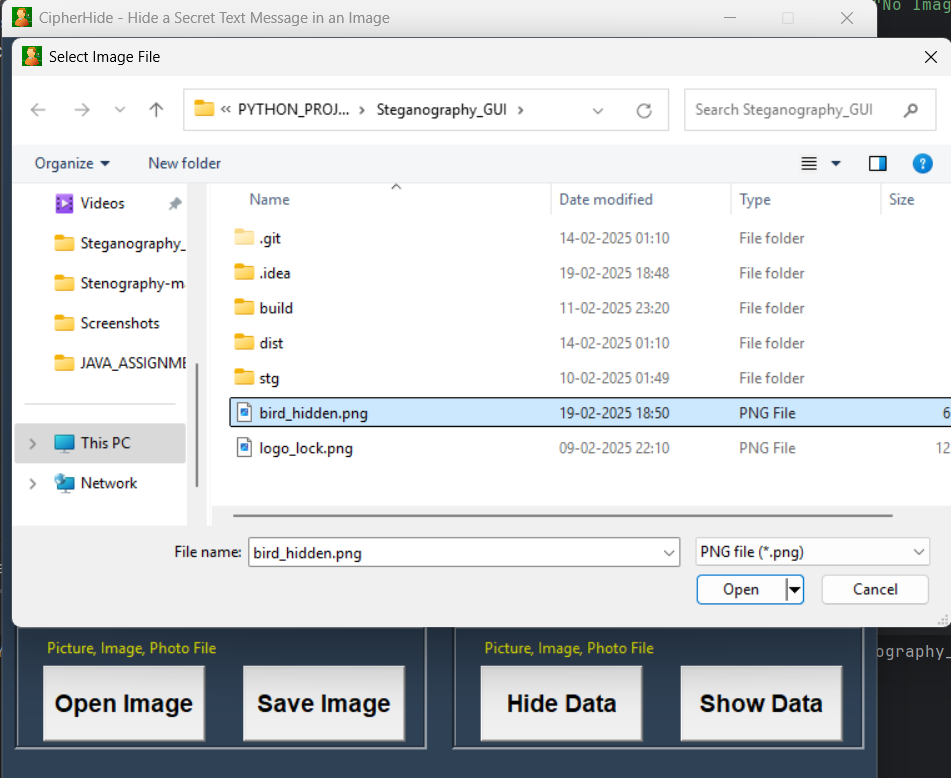 CipherHide - Hide a Secret Text Message in an Image
"No Imag
Select Image File
« PYTHON_PROJ... › Steganography_GUI ›
Search Steganography_GUI
Organize
New folder
Name
Date modified
Type
Size
Videos
Steganography_
Stenography-ma
Screenshots
JAVA_ASSIGNME
This PC
Network
.git 14-02-2025 01:10 File folder
.idea 19-02-2025 18:48 File folder
build 11-02-2025 23:20 File folder
dist 14-02-2025 01:10 File folder
stg 10-02-2025 01:49 File folder
bird_hidden.png 19-02-2025 18:50 PNG File 6
logo_lock.png 09-02-2025 22:10 PNG File 12
File name: bird_hidden.png
PNG file (*.png)
Open
Cancel
Picture, Image, Photo File
Picture, Image, Photo File
ography_
Open Image
Save Image
Hide Data
Show Data